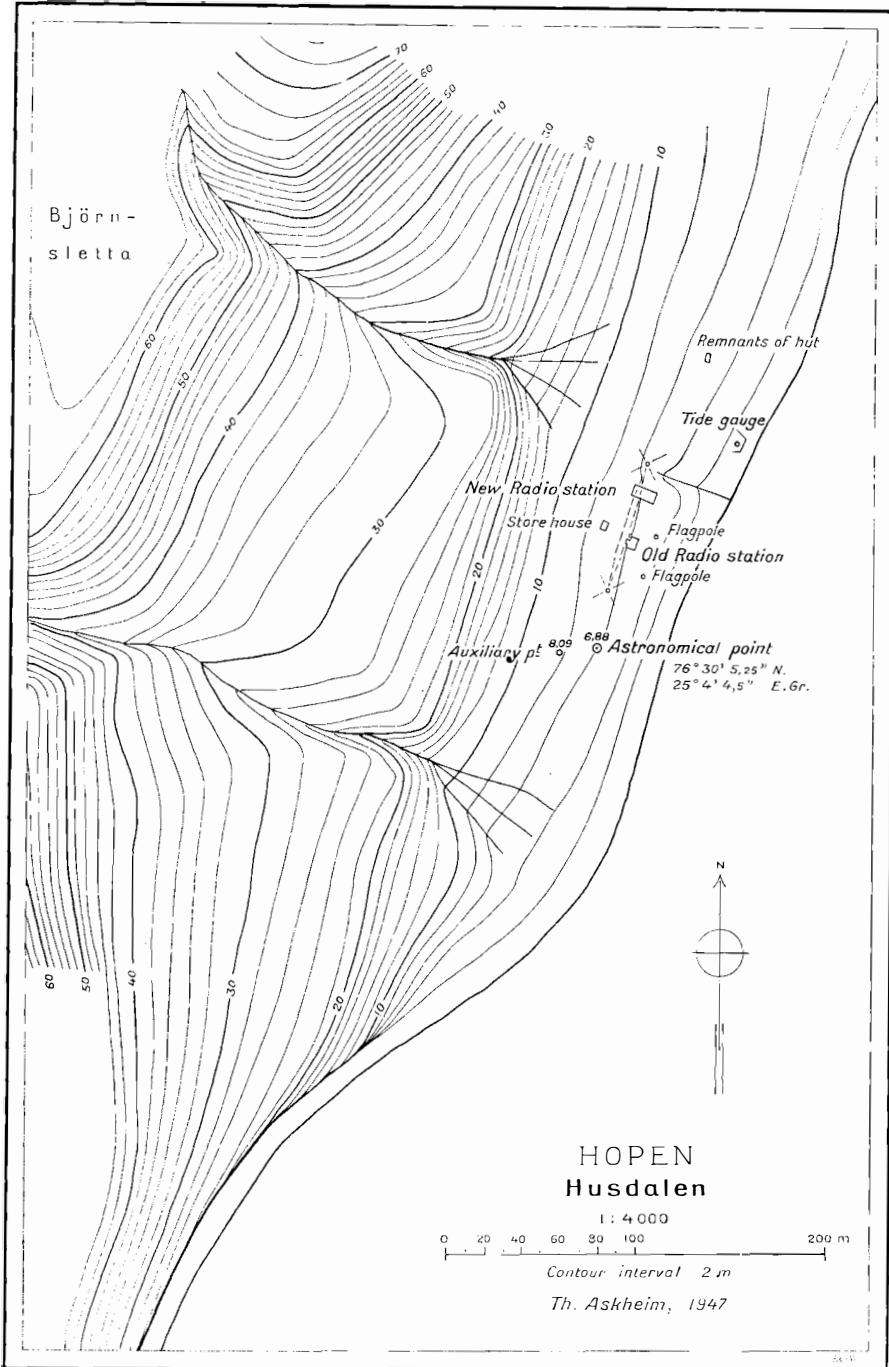 70
60
50
40
30
20
10
Björn-
sletta
60
50
40
30
20
10
Remnants of hut
Tide gauge
New Radio station
Store house
Flagpole
Old Radio station
Flagpole
Auxiliary pt 8,09
6,88 Astronomical point
76° 30' 5,25" N.
25° 4' 4,5" E.Gr.
60
50
40
30
20
10
N
HOPEN
Husdalen
1:4000
0 20 40 60 80 100 200 m
Contour interval 2 m
Th. Askheim, 1947